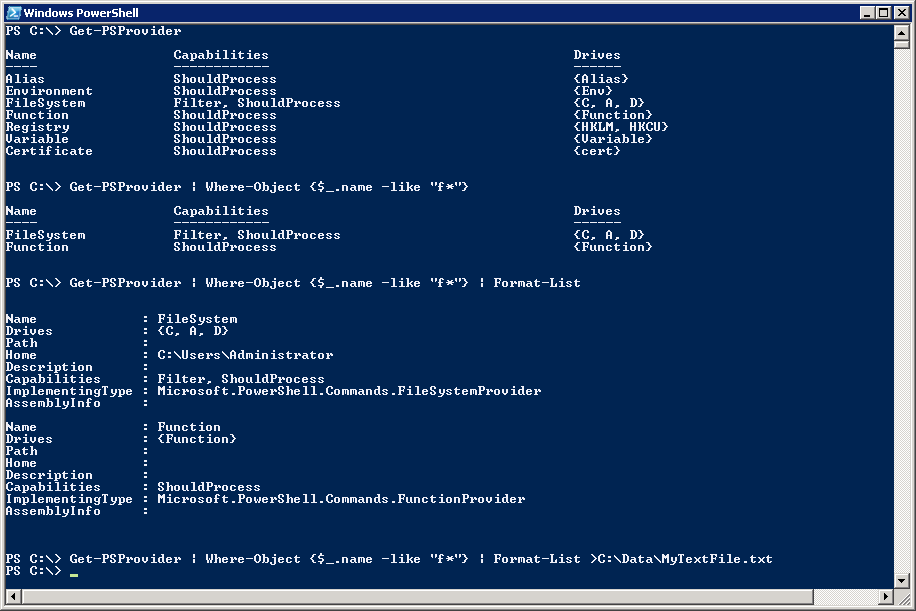 Windows PowerShell
PS C:\> Get-PSProvider
Name                 Capabilities                                      Drives
----                 ------------                                      ------
Alias                ShouldProcess                                     {Alias}
Environment          ShouldProcess                                     {Env}
FileSystem           Filter, ShouldProcess                             {C, A, D}
Function             ShouldProcess                                     {Function}
Registry             ShouldProcess                                     {HKLM, HKCU}
Variable             ShouldProcess                                     {Variable}
Certificate          ShouldProcess                                     {cert}
PS C:\> Get-PSProvider | Where-Object {$_.name -like "f*"}
Name                 Capabilities                                      Drives
----                 ------------                                      ------
FileSystem           Filter, ShouldProcess                             {C, A, D}
Function             ShouldProcess                                     {Function}
PS C:\> Get-PSProvider | Where-Object {$_.name -like "f*"} | Format-List
Name             : FileSystem
Drives           : {C, A, D}
Path             :
Home             : C:\Users\Administrator
Description      :
Capabilities     : Filter, ShouldProcess
ImplementingType : Microsoft.PowerShell.Commands.FileSystemProvider
AssemblyInfo     :
Name             : Function
Drives           : {Function}
Path             :
Home             :
Description      :
Capabilities     : ShouldProcess
ImplementingType : Microsoft.PowerShell.Commands.FunctionProvider
AssemblyInfo     :
PS C:\> Get-PSProvider | Where-Object {$_.name -like "f*"} | Format-List >C:\Data\MyTextFile.txt
PS C:\> _